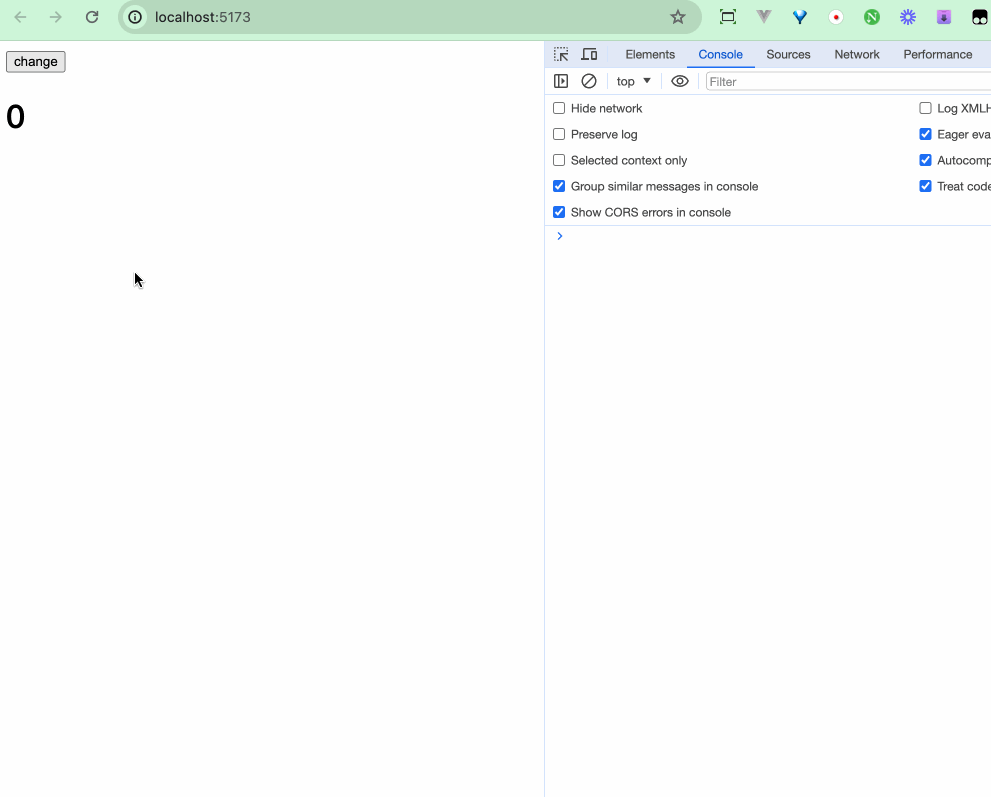 localhost:5173
change
0
Elements Console Sources Network Performance
top Filter
Hide network
Log XMLH
Preserve log
Eager eva
Selected context only
Autocomp
Group similar messages in console
Treat code
Show CORS errors in console